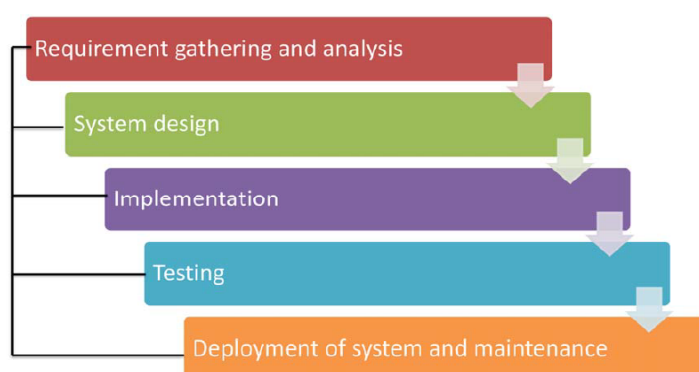 Requirement gathering and analysis
System design
Implementation
Testing
Deployment of system and maintenance